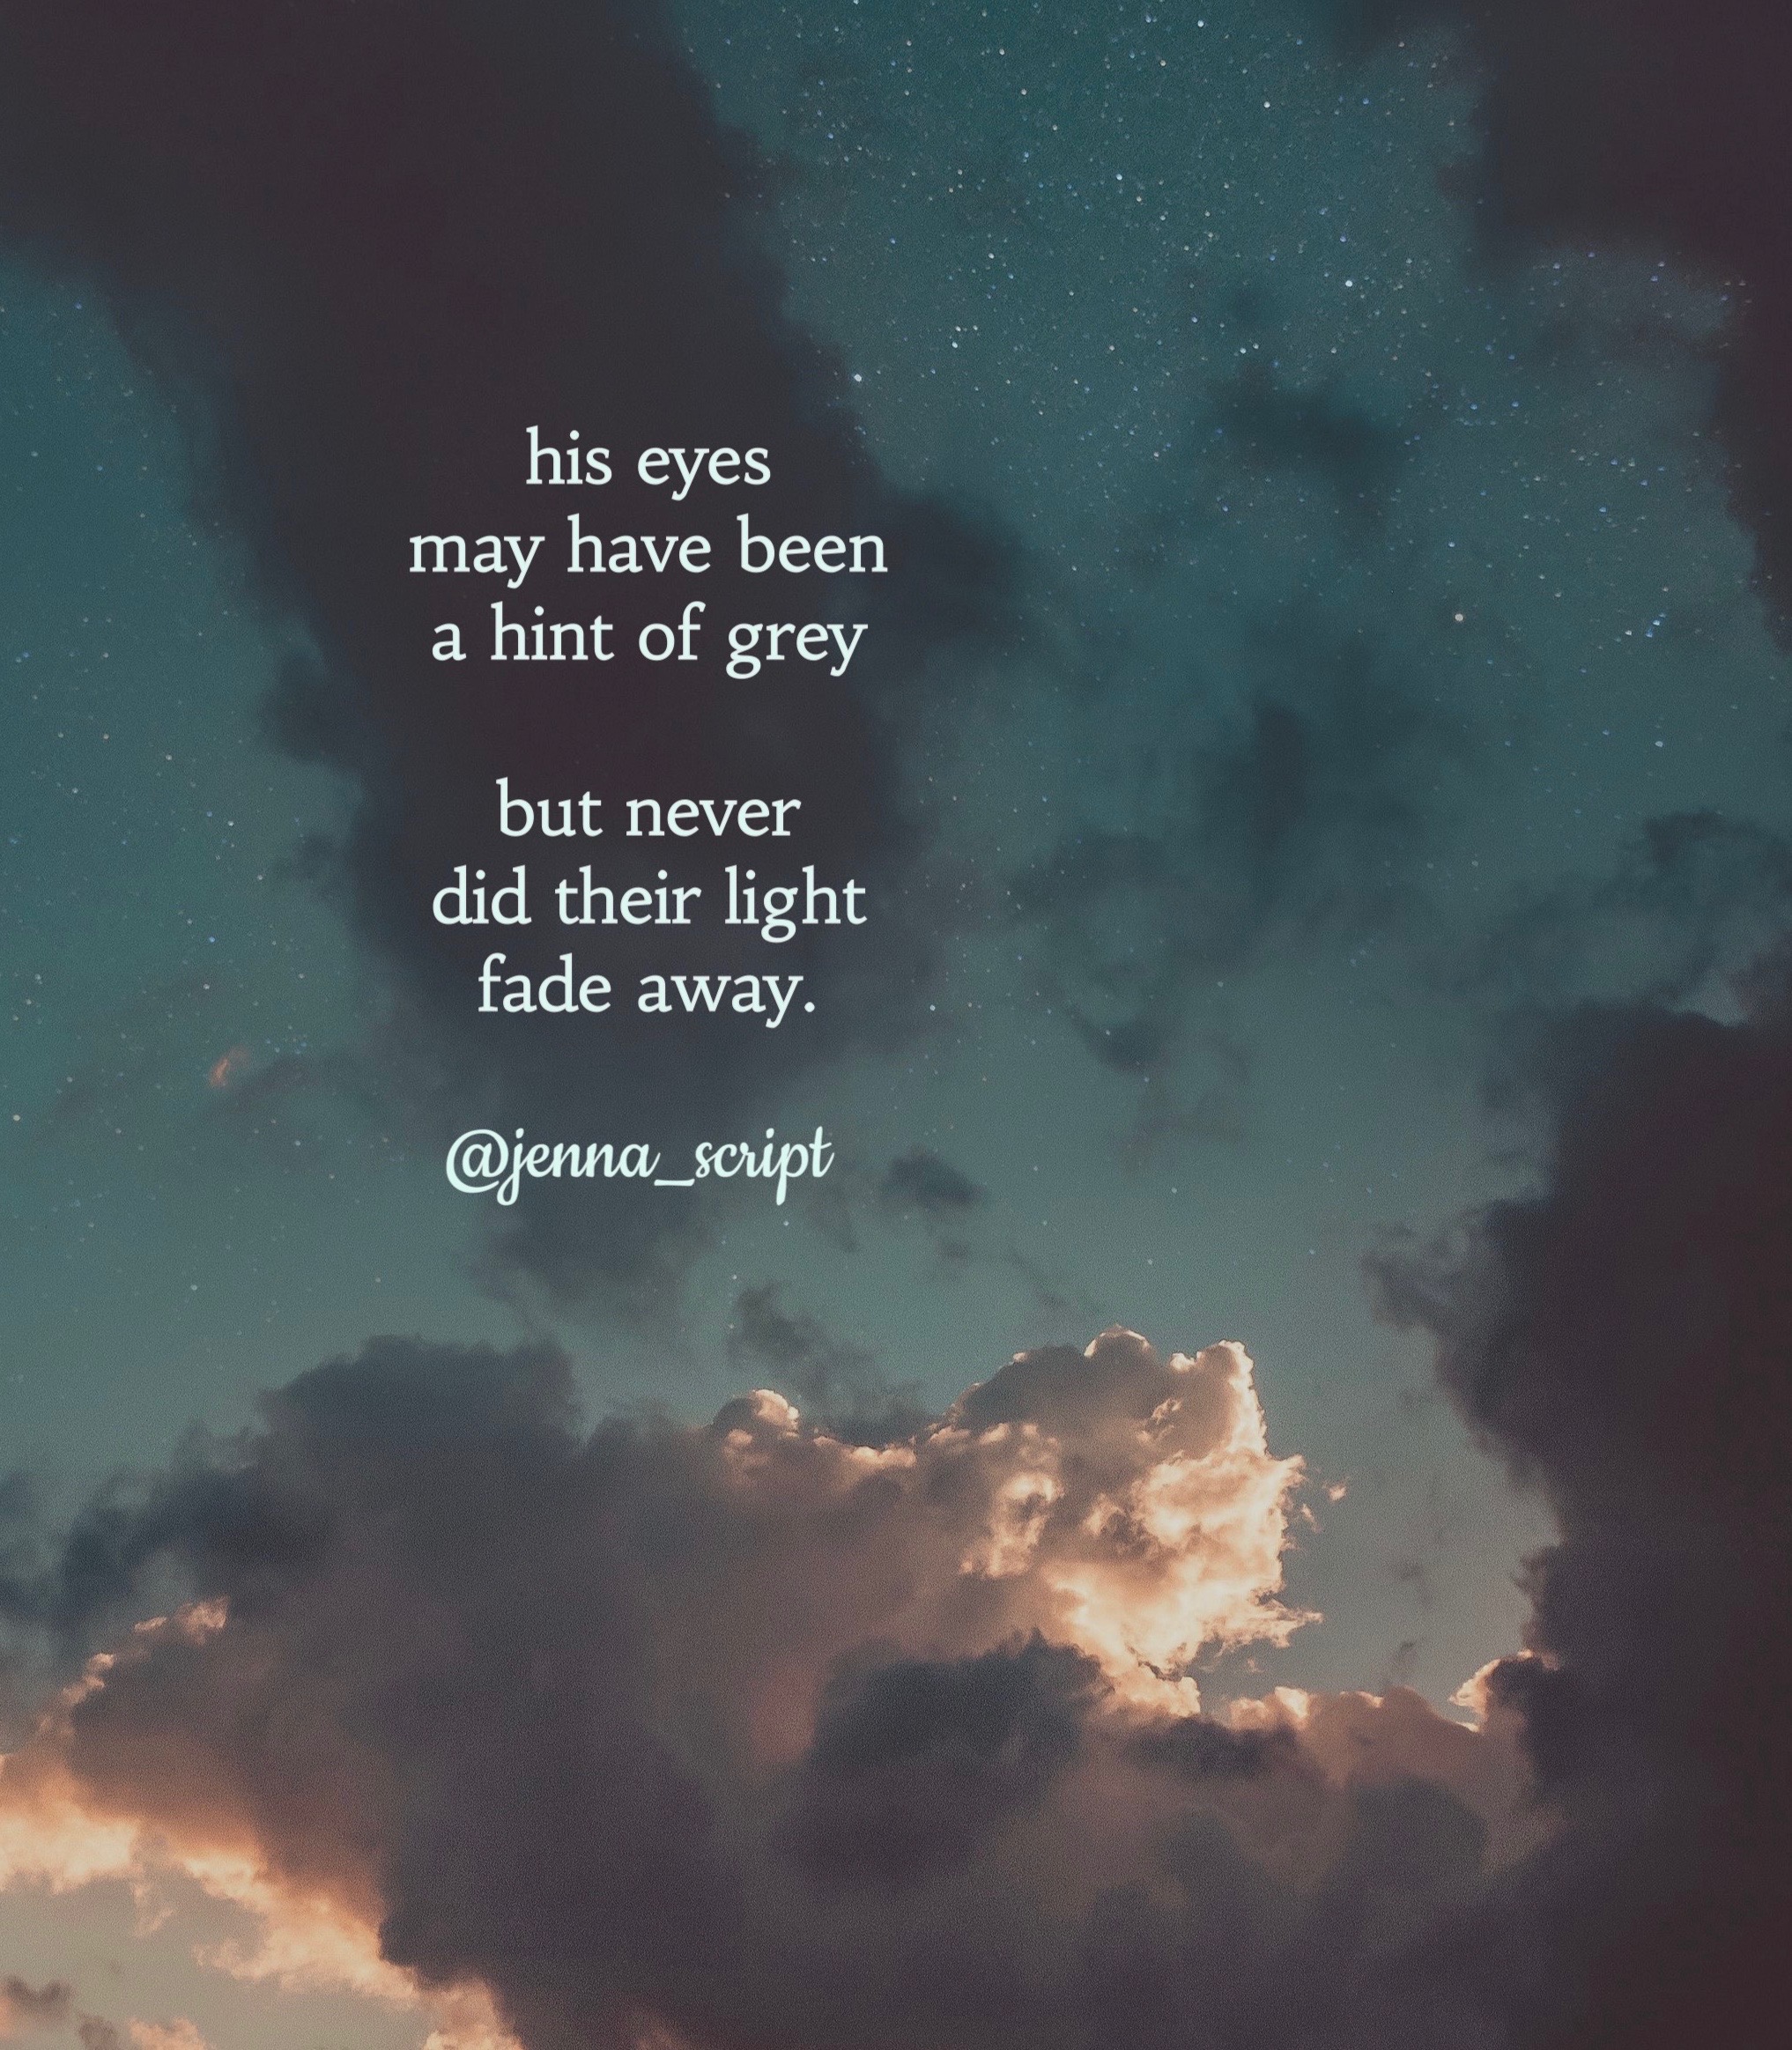 his eyes
may have been
a hint of grey
but never
did their light
fade away.
@jenna_script